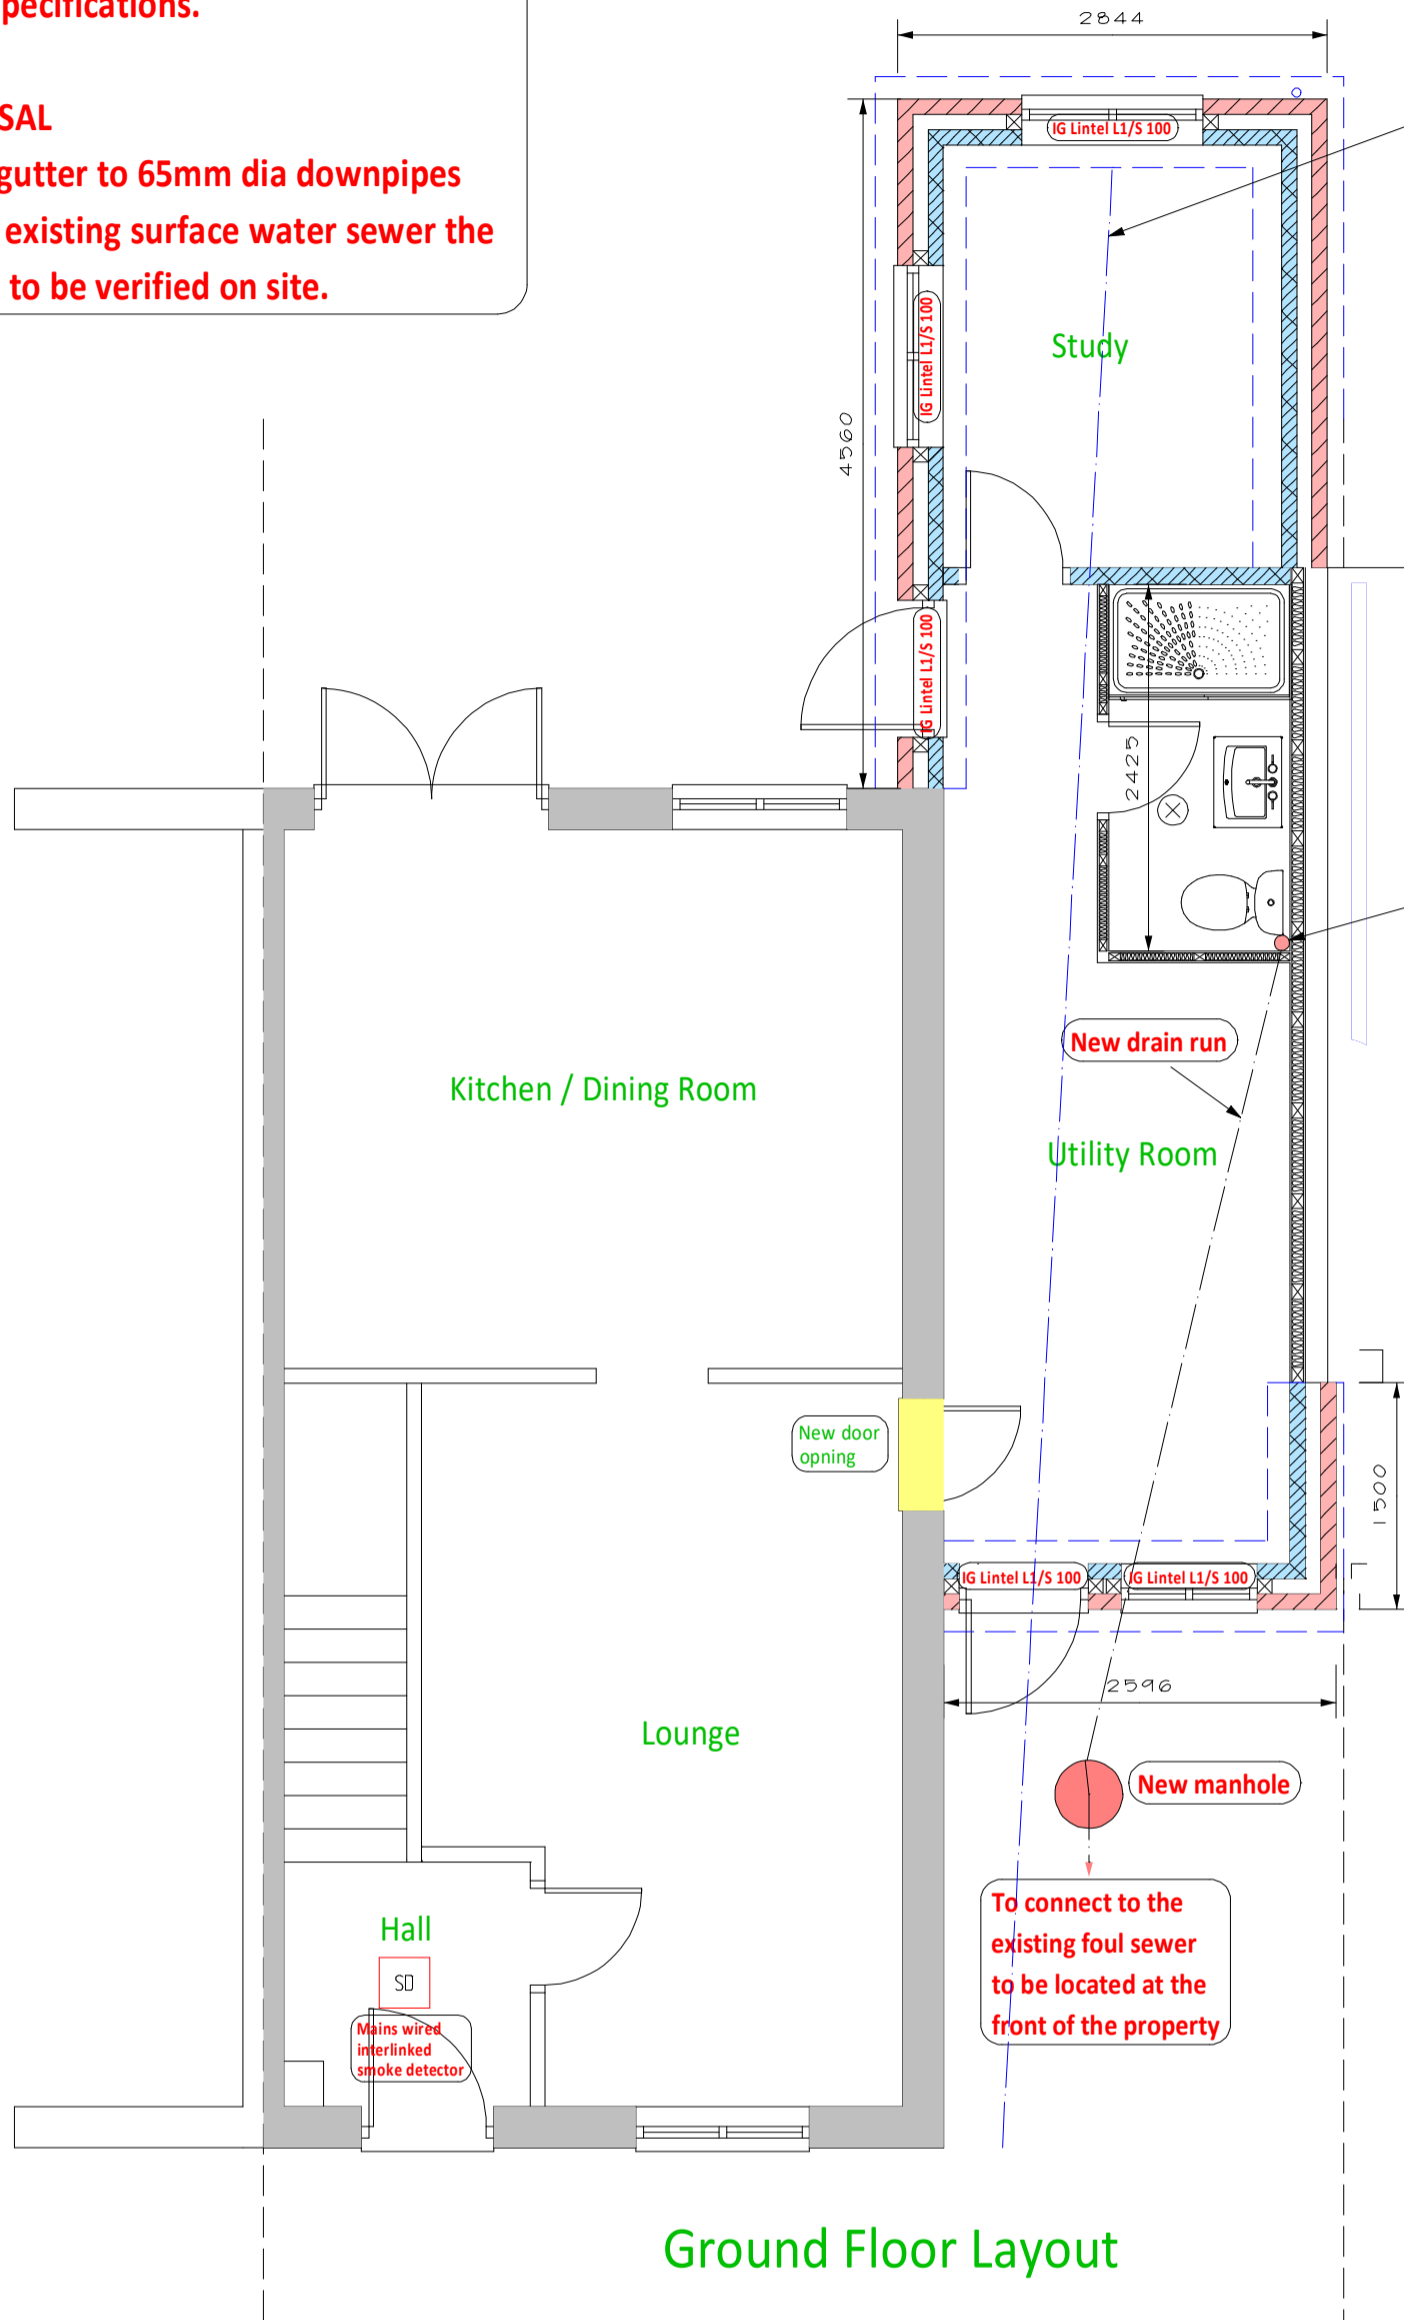 pecifications.
SAL
gutter to 65mm dia downpipes
existing surface water sewer the
to be verified on site.
2844
IG Lintel L1/S 100
IG Lintel L1/S 100
Study
4560
IG Lintel L1/S 100
2425
New drain run
Kitchen / Dining Room
Utility Room
New door
opning
1500
IG Lintel L1/S 100
IG Lintel L1/S 100
2596
Lounge
New manhole
To connect to the
existing foul sewer
to be located at the
front of the property
Hall
SD
Mains wired
interlinked
smoke detector
Ground Floor Layout